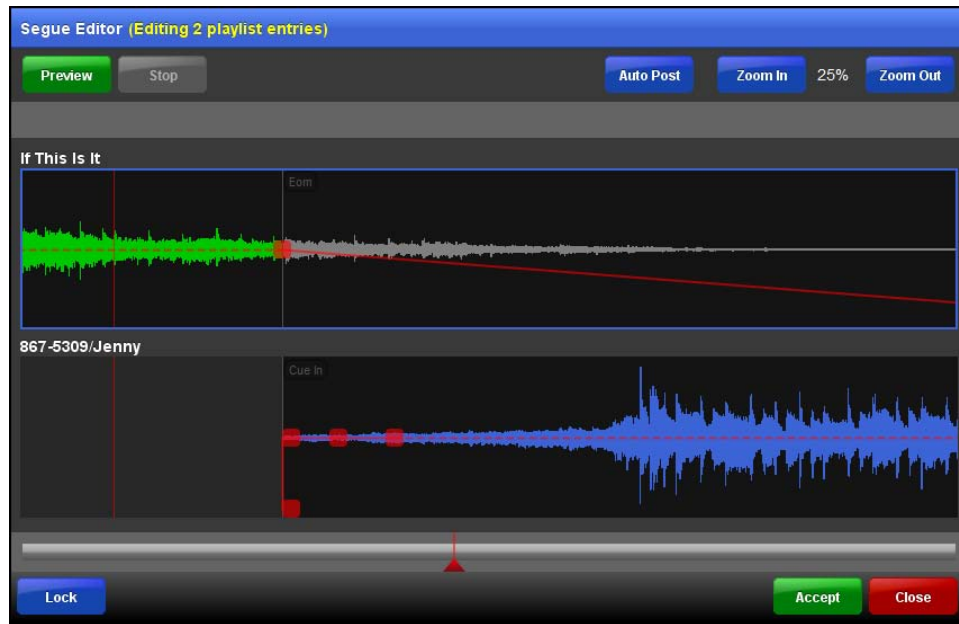 Segue Editor (Editing 2 playlist entries)
Preview Stop Auto Post Zoom In 25% Zoom Out
If This Is It
Eom
867-5309/Jenny
Cue In
Lock Accept Close